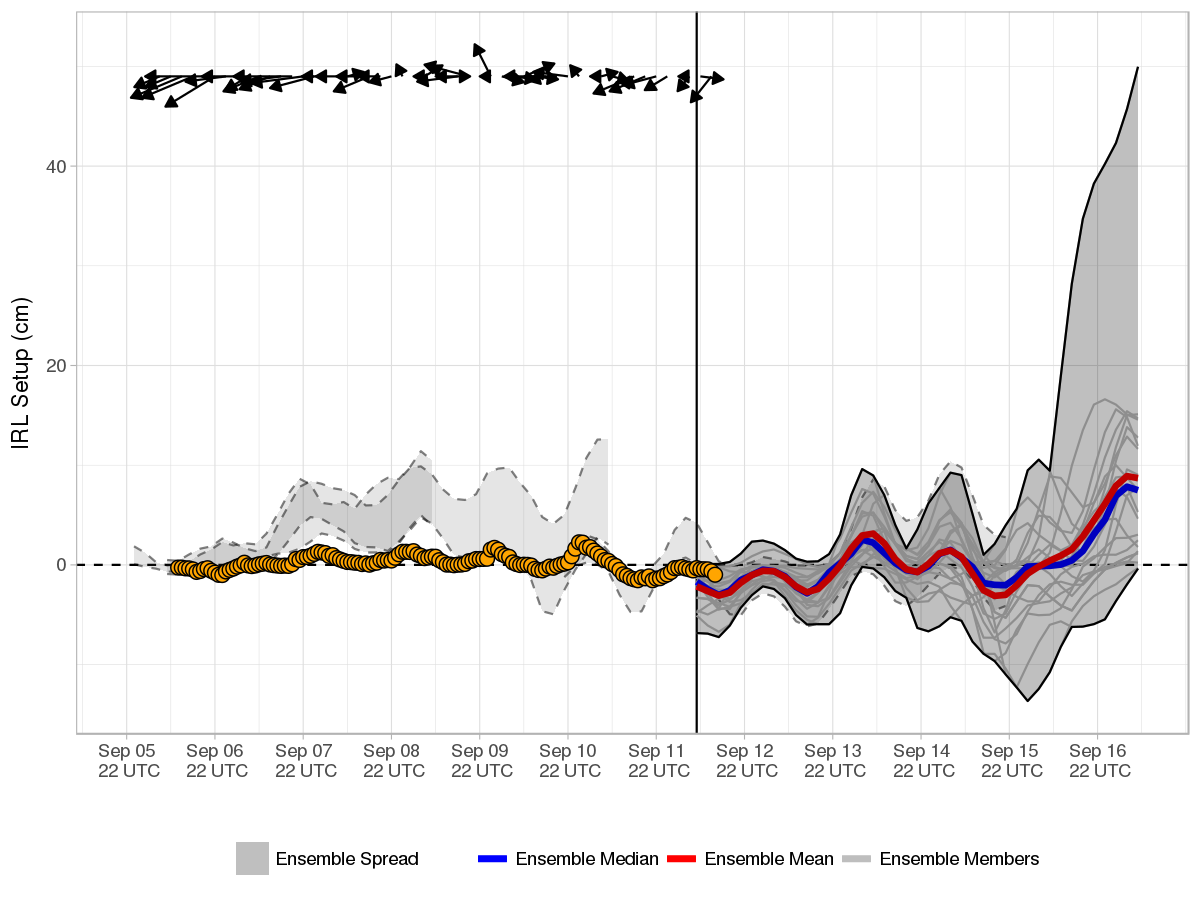 IRL Setup (cm)
40
20
0
Sep 05 Sep 06 Sep 07 Sep 08 Sep 09 Sep 10 Sep 11 Sep 12 Sep 13 Sep 14 Sep 15 Sep 16
22 UTC 22 UTC 22 UTC 22 UTC 22 UTC 22 UTC 22 UTC 22 UTC 22 UTC 22 UTC 22 UTC 22 UTC
Ensemble Spread Ensemble Median Ensemble Mean Ensemble Members